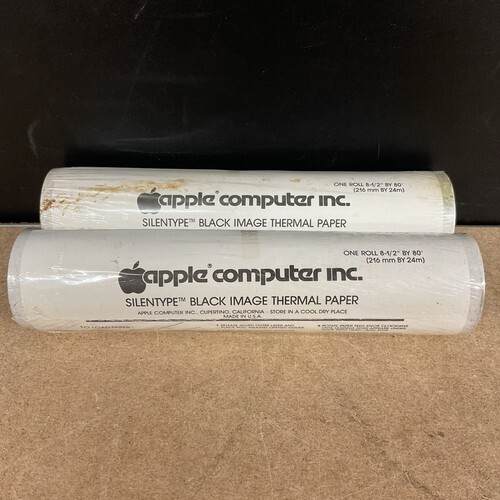 ONE ROLL 8-1/2" BY 80'
(216 mm BY 24m)
apple® computer inc.
SILENTYPE™ BLACK IMAGE THERMAL PAPER
ONE ROLL 8-1/2" BY 80'
(216 mm BY 24m)
apple® computer inc.
SILENTYPE™ BLACK IMAGE THERMAL PAPER
APPLE COMPUTER INC., CUPERTINO, CALIFORNIA - STORE IN A COOL DRY PLACE
MADE IN U.S.A.